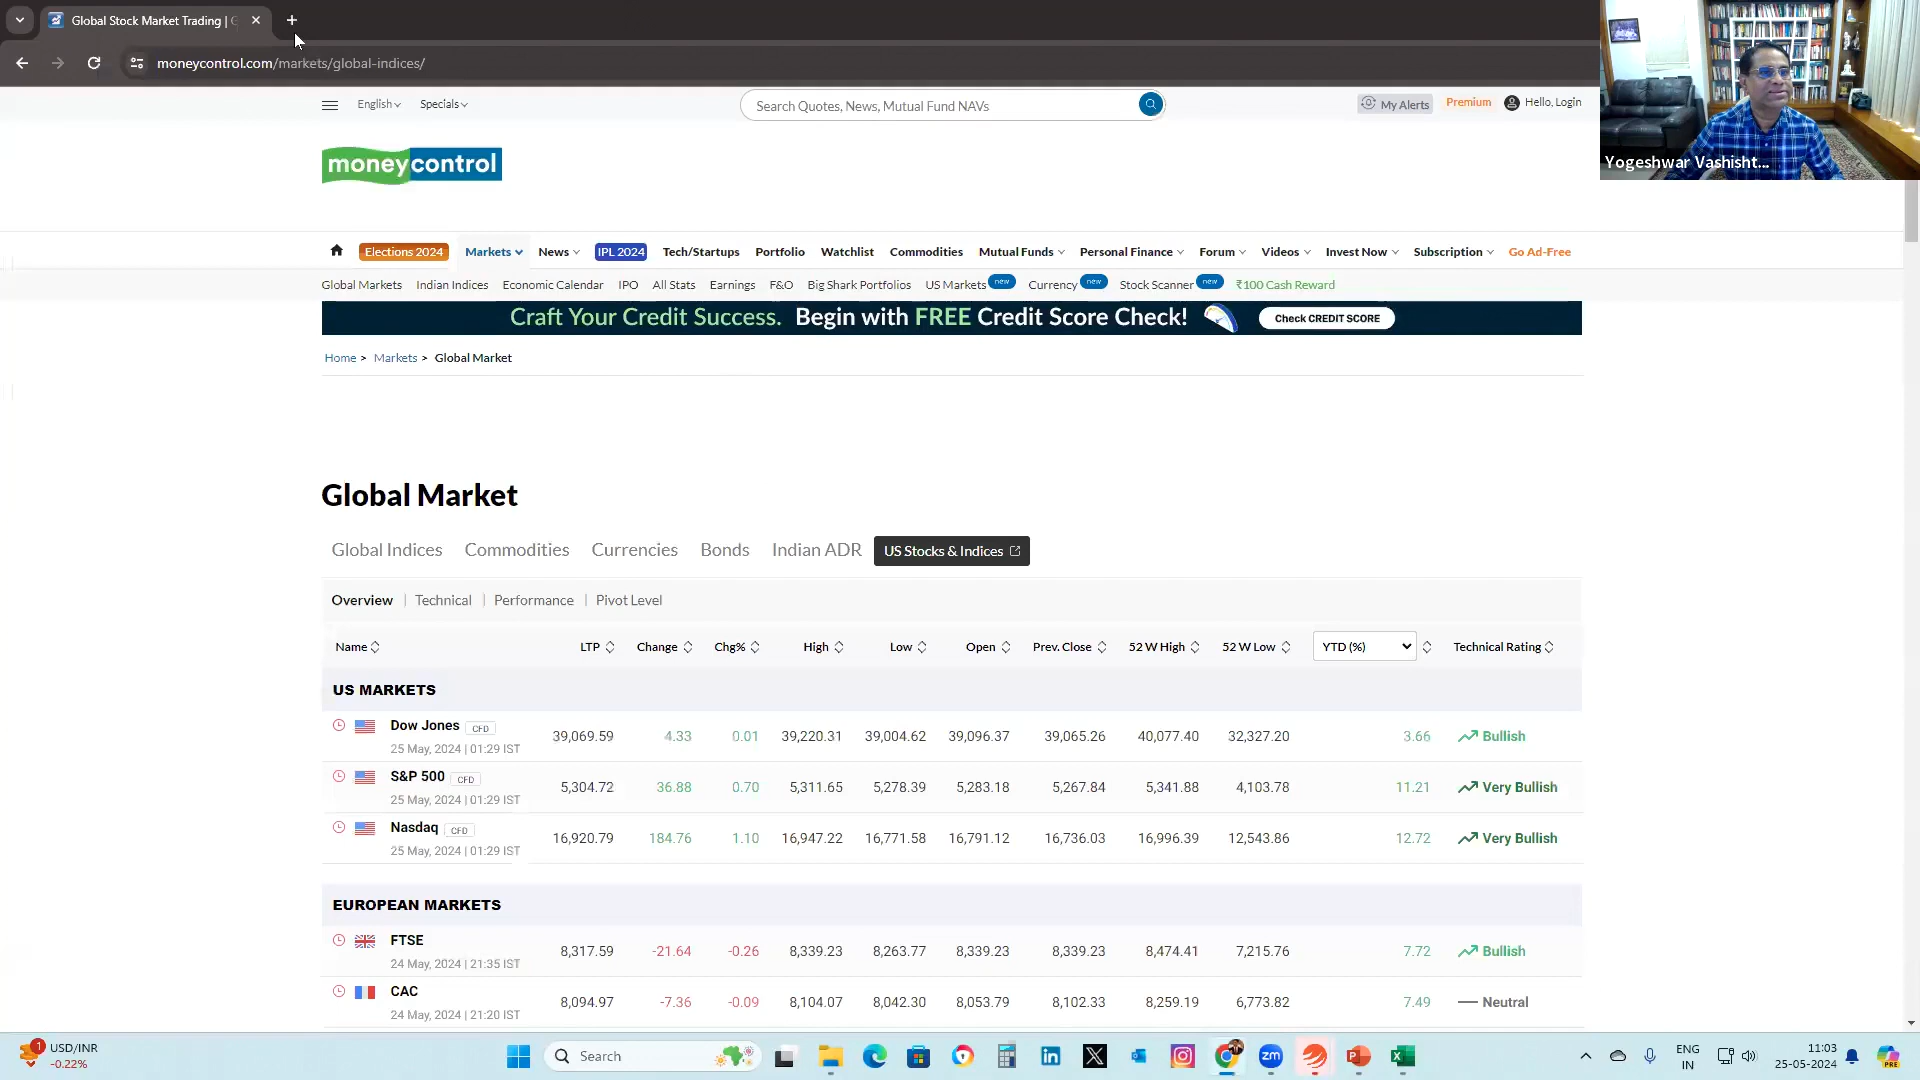 Global Stock Market Trading |
moneycontrol.com/markets/global-indices/
English
Specials
Search Quotes, News, Mutual Fund NAVs
My Alerts
Premium
Hello, Login
Yogeshwar Vashisht...
moneycontrol
Elections 2024 Markets News IPL 2024 Tech/Startups Portfolio Watchlist Commodities Mutual Funds Personal Finance Forum Videos Invest Now Subscription Go Ad-Free
Global Markets Indian Indices Economic Calendar IPO All Stats Earnings F&O Big Shark Portfolios US Markets new Currency new Stock Scanner new ₹100 Cash Reward
Craft Your Credit Success. Begin with FREE Credit Score Check! Check CREDIT SCORE
Home > Markets > Global Market
Global Market
Global Indices Commodities Currencies Bonds Indian ADR US Stocks & Indices
Overview | Technical | Performance | Pivot Level
Name LTP Change Chg% High Low Open Prev. Close 52 W High 52 W Low YTD (%) Technical Rating
US MARKETS
Dow Jones CFD
25 May, 2024 | 01:29 IST
39,069.59 4.33 0.01 39,220.31 39,004.62 39,096.37 39,065.26 40,077.40 32,327.20 3.66 Bullish
S&P 500 CFD
25 May, 2024 | 01:29 IST
5,304.72 36.88 0.70 5,311.65 5,278.39 5,283.18 5,267.84 5,341.88 4,103.78 11.21 Very Bullish
Nasdaq CFD
25 May, 2024 | 01:29 IST
16,920.79 184.76 1.10 16,947.22 16,771.58 16,791.12 16,736.03 16,996.39 12,543.86 12.72 Very Bullish
EUROPEAN MARKETS
FTSE
24 May, 2024 | 21:35 IST
8,317.59 -21.64 -0.26 8,339.23 8,263.77 8,339.23 8,339.23 8,474.41 7,215.76 7.72 Bullish
CAC
24 May, 2024 | 21:20 IST
8,094.97 -7.36 -0.09 8,104.07 8,042.30 8,053.79 8,102.33 8,259.19 6,773.82 7.49 Neutral
1
USD/INR
-0.22%
Search
in
zm
ENG
IN
11:03
25-05-2024
PRE